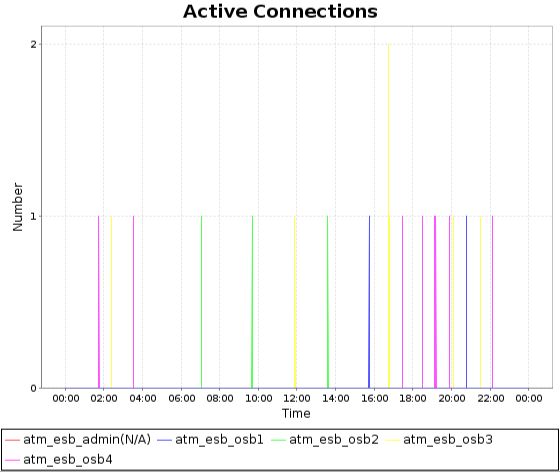 Active Connections
2
1
0
Number
00:00 02:00 04:00 06:00 08:00 10:00 12:00 14:00 16:00 18:00 20:00 22:00 00:00
Time
atm_esb_admin(N/A) atm_esb_osb1 atm_esb_osb2 atm_esb_osb3
atm_esb_osb4